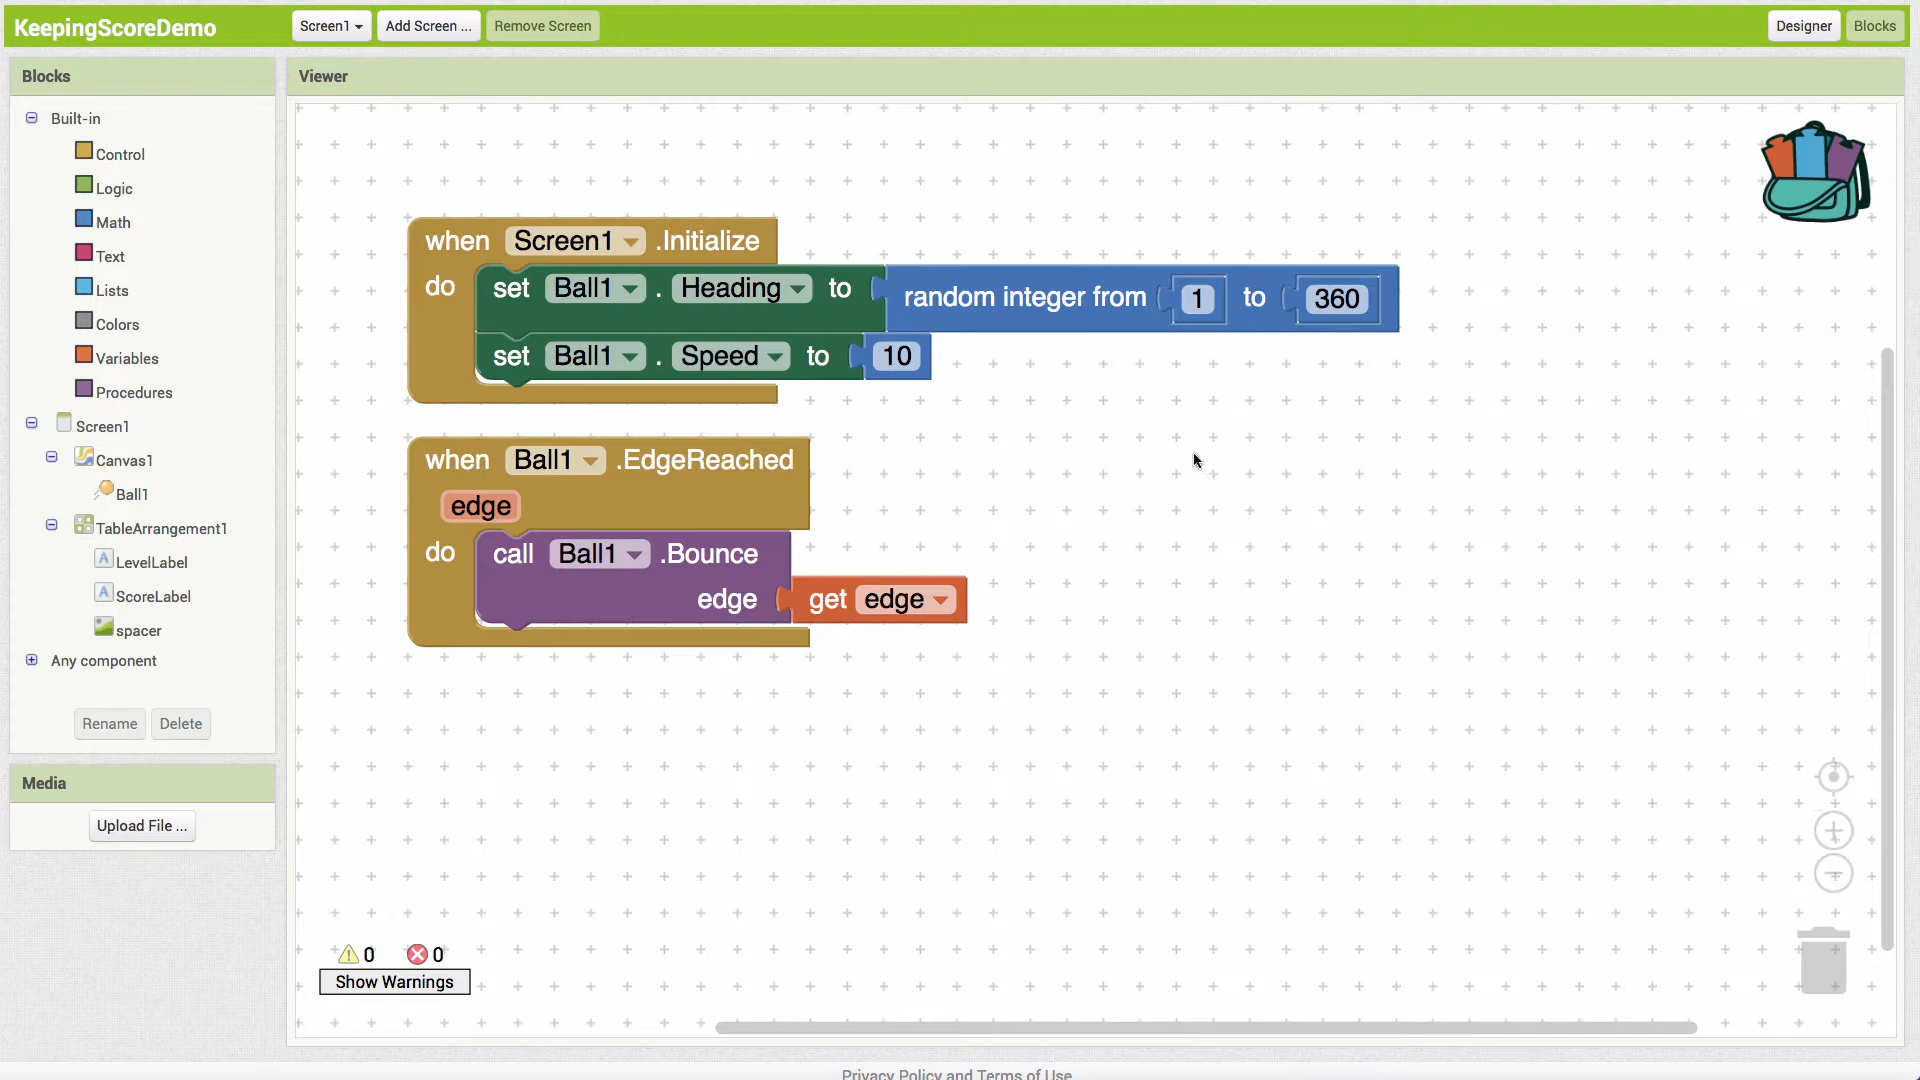 KeepingScoreDemo
Screen1
Add Screen ...
Remove Screen
Designer
Blocks
Blocks
Viewer
Built-in
Control
Logic
Math
Text
Lists
Colors
Variables
Procedures
Screen1
Canvas1
Ball1
TableArrangement1
LevelLabel
ScoreLabel
spacer
Any component
Rename
Delete
Media
Upload File ...
when Screen1 .Initialize
do set Ball1 . Heading to random integer from 1 to 360
set Ball1 . Speed to 10
when Ball1 .EdgeReached
edge
do call Ball1 .Bounce
edge get edge
0 0
Show Warnings
Privacy Policy and Terms of Use